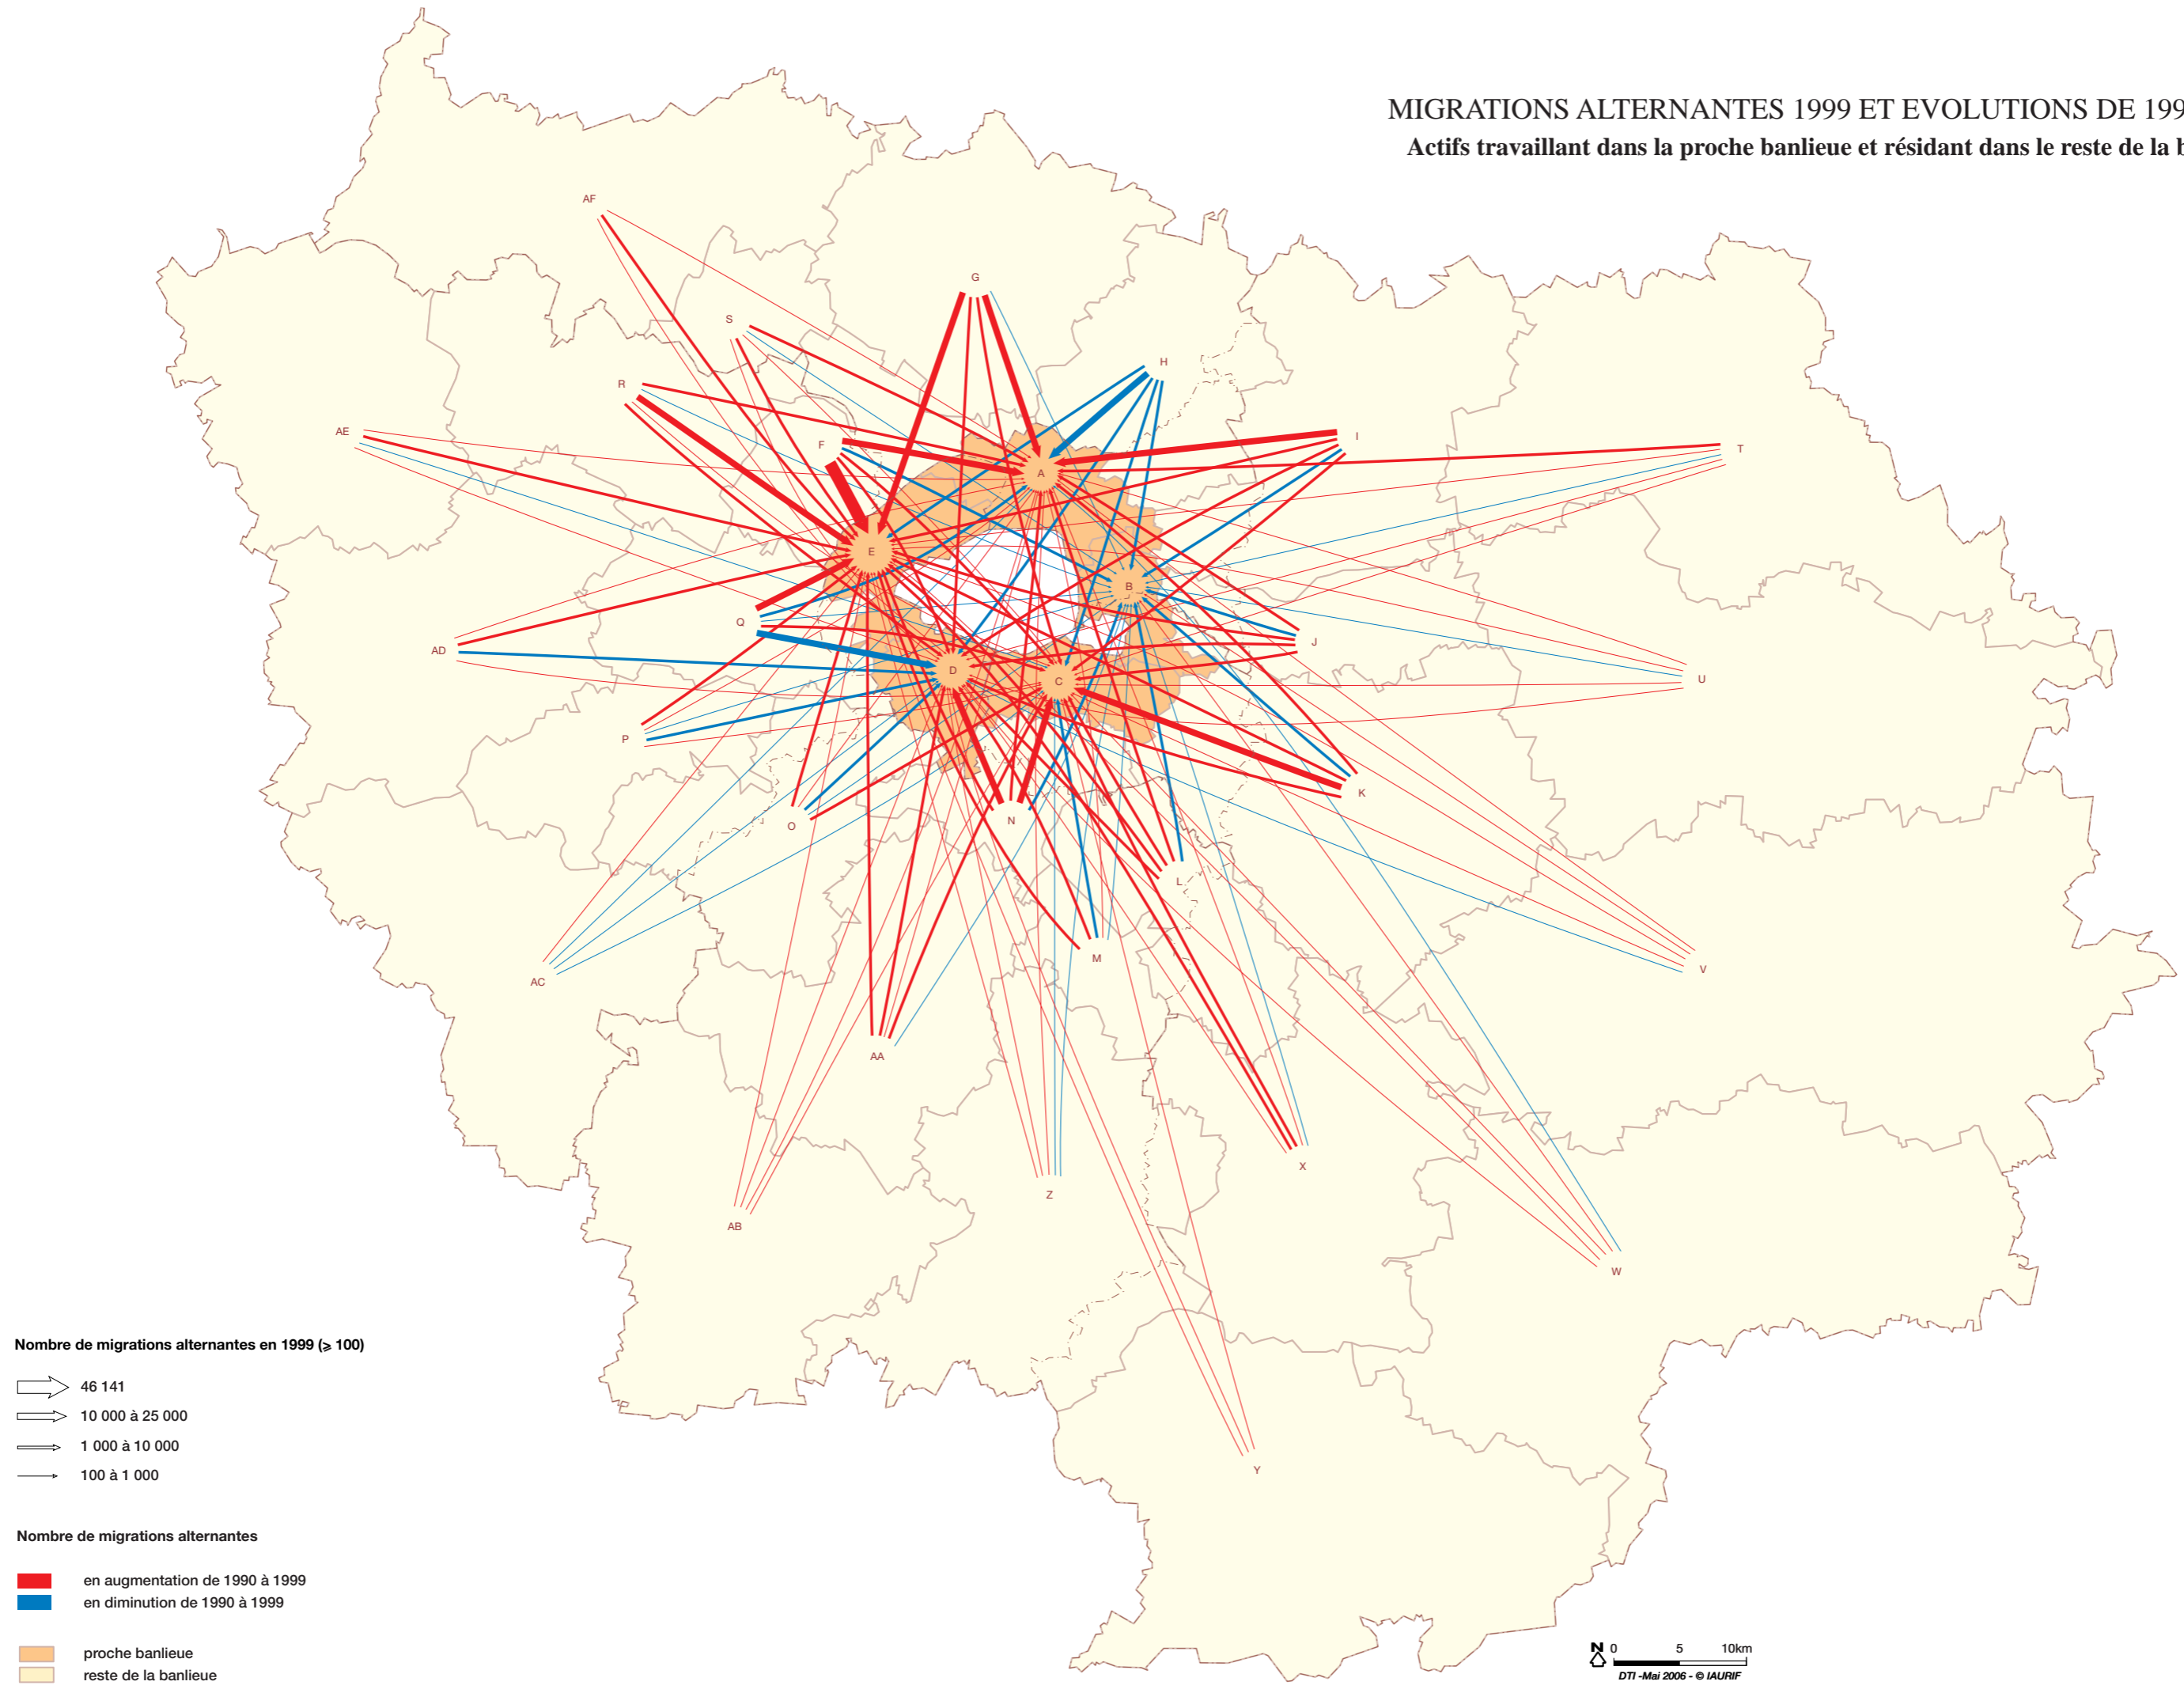 MIGRATIONS ALTERNANTES 1999 ET EVOLUTIONS DE 199
Actifs travaillant dans la proche banlieue et résidant dans le reste de la b
AF
G
S
H
R
AE
F
I
T
A
E
B
Q
J
AD
D
C
U
P
K
O
N
L
M
V
AC
AA
X
Z
AB
W
Y
Nombre de migrations alternantes en 1999 (⩾ 100)
46 141
10 000 à 25 000
1 000 à 10 000
100 à 1 000
Nombre de migrations alternantes
en augmentation de 1990 à 1999
en diminution de 1990 à 1999
proche banlieue
reste de la banlieue
N 0 5 10km
DTI -Mai 2006 - © IAURIF